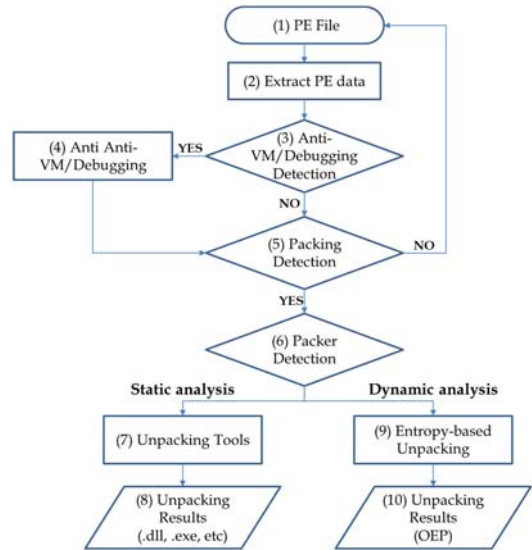 (1) PE File
(2) Extract PE data
(3) Anti-
VM/Debugging
Detection
YES
(4) Anti Anti-
VM/Debugging
NO
(5) Packing
Detection
NO
YES
(6) Packer
Detection
Static analysis
Dynamic analysis
(7) Unpacking Tools
(9) Entropy-based
Unpacking
(8) Unpacking
Results
(.dll, .exe, etc)
(10) Unpacking
Results
(OEP)